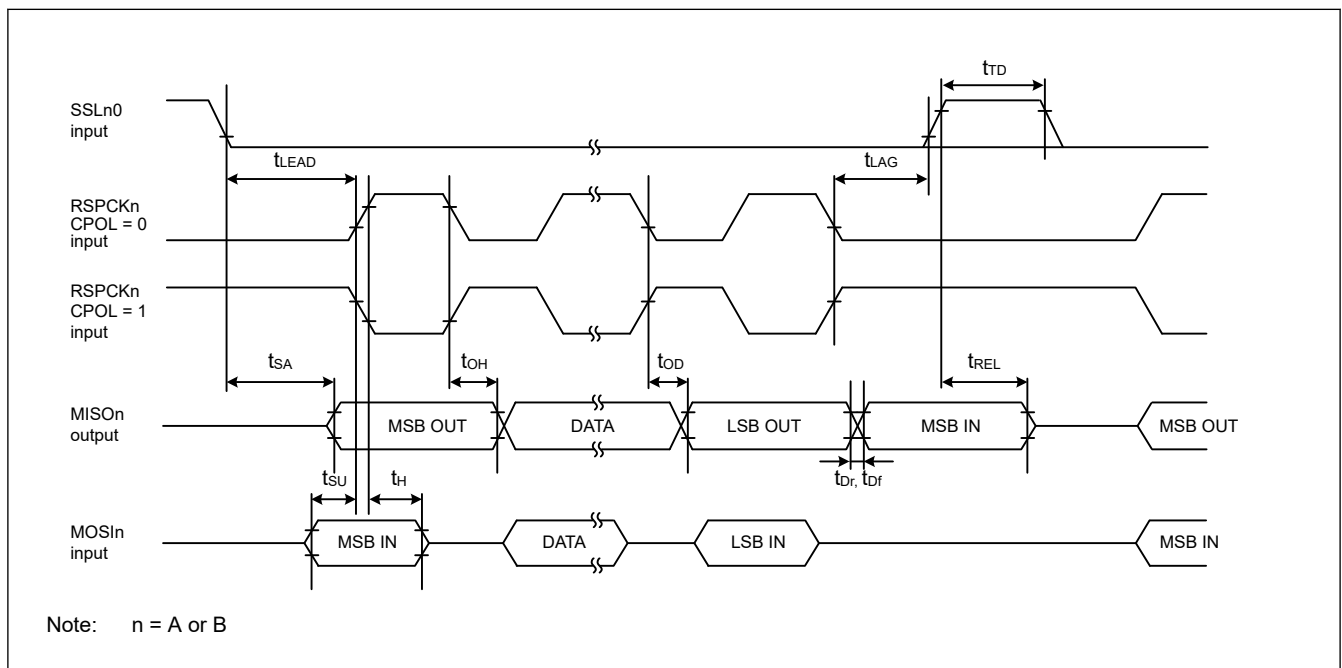 tTD
SSLn0
input
tLEAD
tLAG
RSPCKn
CPOL = 0
input
RSPCKn
CPOL = 1
input
tSA
tOH
tOD
tREL
MISOn
output
MSB OUT
DATA
LSB OUT
MSB IN
MSB OUT
tSU
tH
tDr, tDf
MOSIn
input
MSB IN
DATA
LSB IN
MSB IN
Note: n = A or B